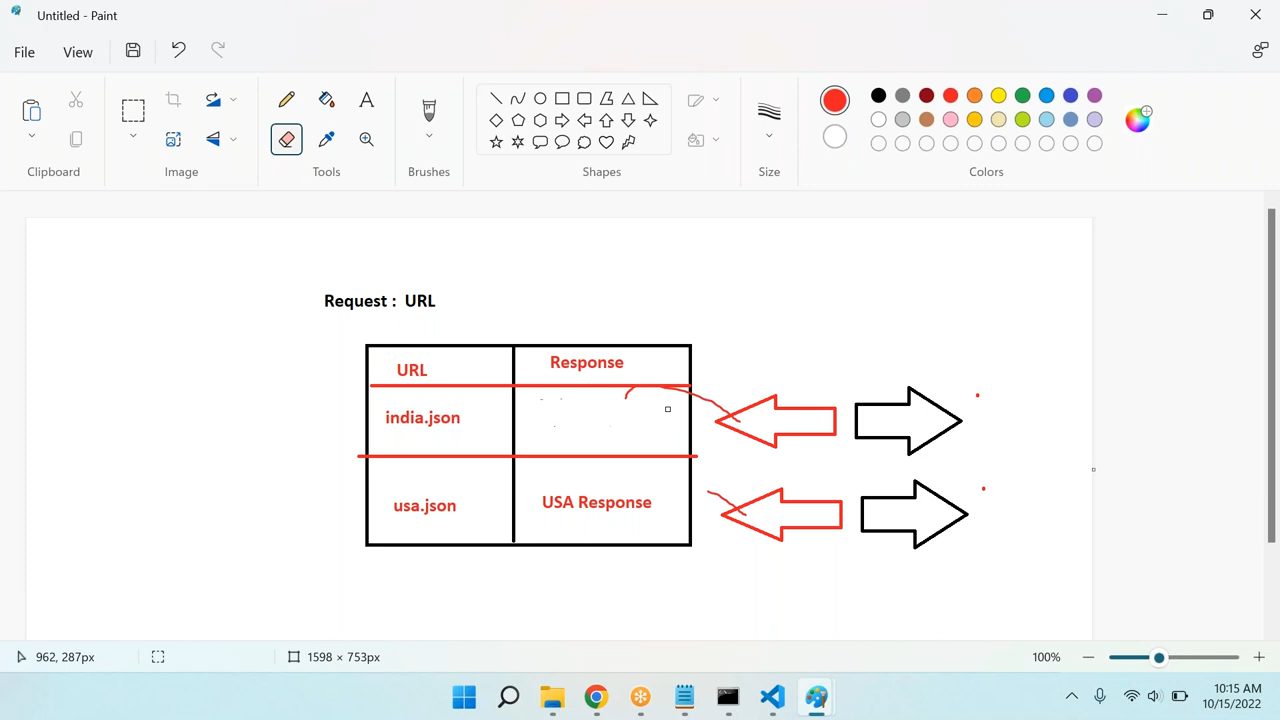 Untitled - Paint
File
View
Clipboard
Image
Tools
Brushes
Shapes
Size
Colors
Request : URL
URL
Response
india.json
usa.json
USA Response
962, 287px
1598 × 753px
100%
10:15 AM
10/15/2022